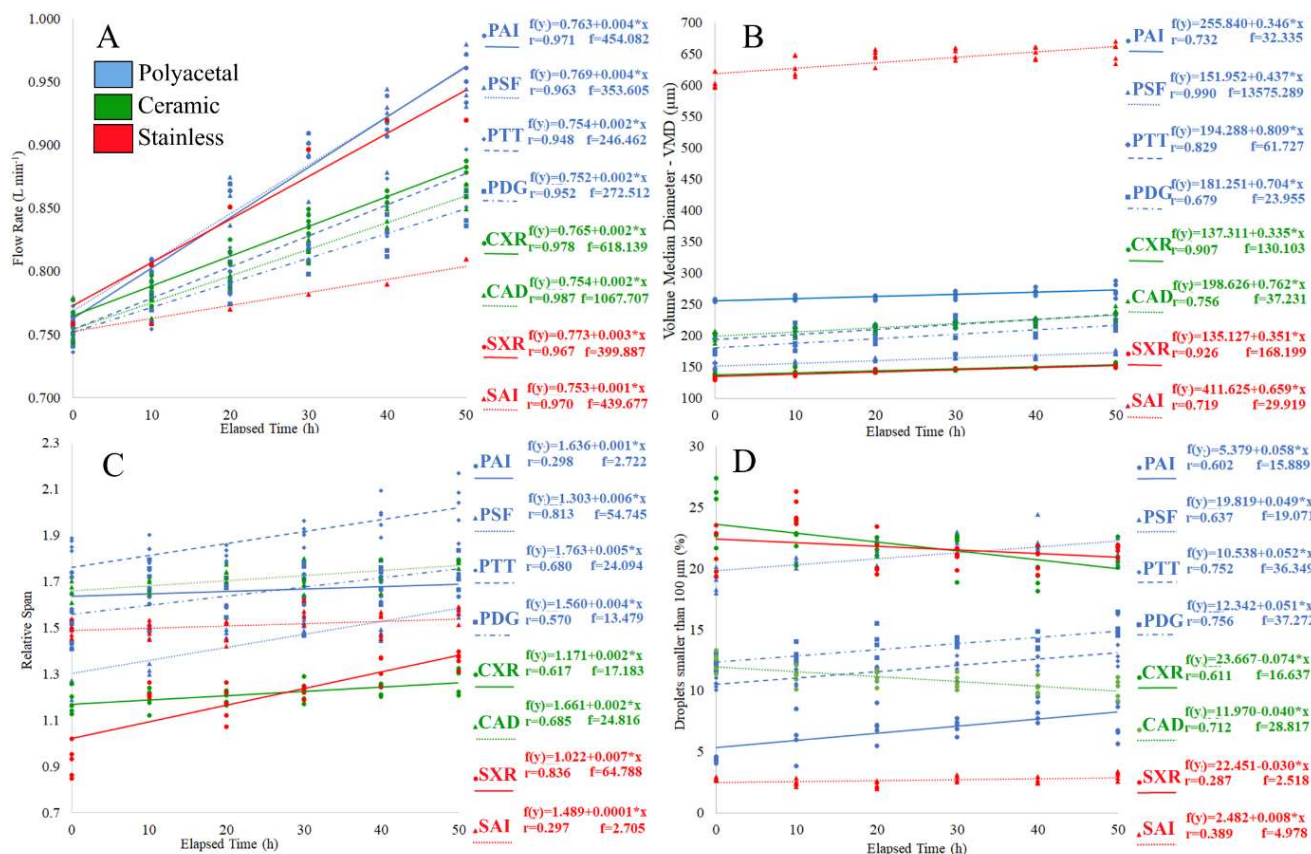 A
Polyacetal
Ceramic
Stainless
Flow Rate (L min⁻¹)
1.000
0.950
0.900
0.850
0.800
0.750
0.700
0 10 20 30 40 50
Elapsed Time (h)
PAI f(y)=0.763+0.004*x
r=0.971 f=454.082
PSF f(y)=0.769+0.004*x
r=0.963 f=353.605
PTT f(y)=0.754+0.002*x
r=0.948 f=246.462
PDG f(y)=0.752+0.002*x
r=0.952 f=272.512
CXR f(y)=0.765+0.002*x
r=0.978 f=618.139
CAD f(y)=0.754+0.002*x
r=0.987 f=1067.707
SXR f(y)=0.773+0.003*x
r=0.967 f=399.887
SAI f(y)=0.753+0.001*x
r=0.970 f=439.677
B
Volume Median Diameter - VMD (µm)
700
650
600
550
500
450
400
350
300
250
200
150
100
0 10 20 30 40 50
Elapsed Time (h)
PAI f(y)=255.840+0.346*x
r=0.732 f=32.335
PSF f(y)=151.952+0.437*x
r=0.990 f=13575.289
PTT f(y)=194.288+0.809*x
r=0.829 f=61.727
PDG f(y)=181.251+0.704*x
r=0.679 f=23.955
CXR f(y)=137.311+0.335*x
r=0.907 f=130.103
CAD f(y)=198.626+0.762*x
r=0.756 f=37.231
SXR f(y)=135.127+0.351*x
r=0.926 f=168.199
SAI f(y)=411.625+0.659*x
r=0.719 f=29.919
C
Relative Span
2.3
2.1
1.9
1.7
1.5
1.3
1.1
0.9
0.7
0 10 20 30 40 50
Elapsed Time (h)
PAI f(y)=1.636+0.001*x
r=0.298 f=2.722
PSF f(y)=1.303+0.006*x
r=0.813 f=54.745
PTT f(y)=1.763+0.005*x
r=0.680 f=24.094
PDG f(y)=1.560+0.004*x
r=0.570 f=13.479
CXR f(y)=1.171+0.002*x
r=0.617 f=17.183
CAD f(y)=1.661+0.002*x
r=0.685 f=24.816
SXR f(y)=1.022+0.007*x
r=0.836 f=64.788
SAI f(y)=1.489+0.0001*x
r=0.297 f=2.705
D
Droplets smaller than 100 µm (%)
30
25
20
15
10
5
0
0 10 20 30 40 50
Elapsed Time (h)
PAI f(y)=5.379+0.058*x
r=0.602 f=15.889
PSF f(y)=19.819+0.049*x
r=0.637 f=19.071
PTT f(y)=10.538+0.052*x
r=0.752 f=36.349
PDG f(y)=12.342+0.051*x
r=0.756 f=37.272
CXR f(y)=23.667-0.074*x
r=0.611 f=16.637
CAD f(y)=11.970-0.040*x
r=0.712 f=28.817
SXR f(y)=22.451-0.030*x
r=0.287 f=2.518
SAI f(y)=2.482+0.008*x
r=0.389 f=4.978